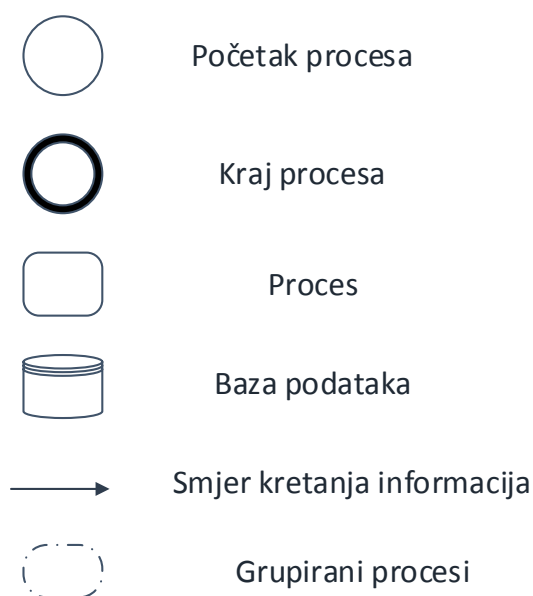 Početak procesa
Kraj procesa
Proces
Baza podataka
Smjer kretanja informacija
Grupirani procesi